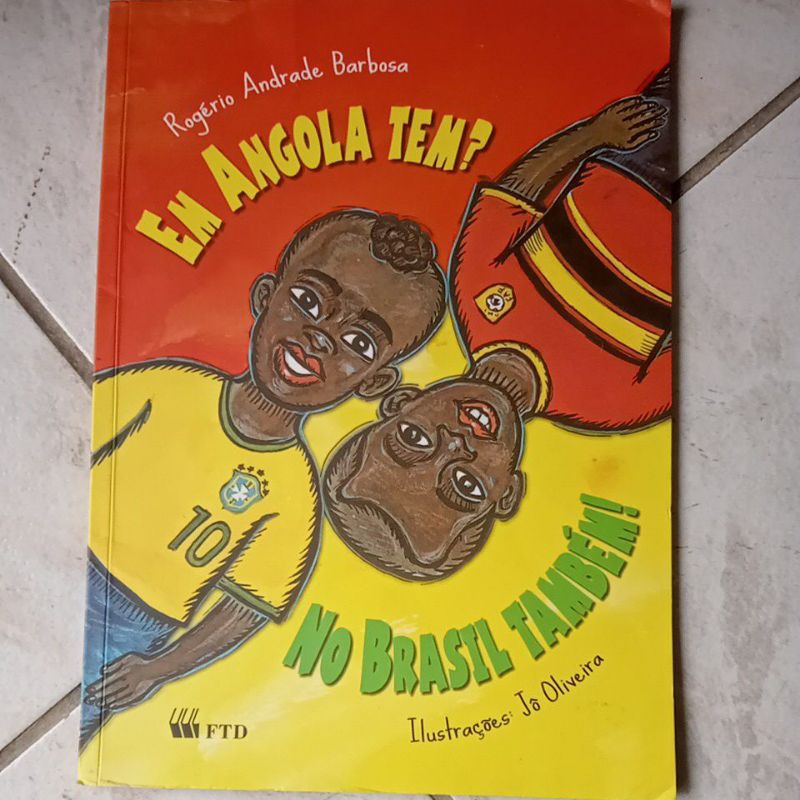 Rogério Andrade Barbosa
EM ANGOLA TEM?
10
NO BRASIL TAMBÉM!
Ilustrações: Jô Oliveira
FTD